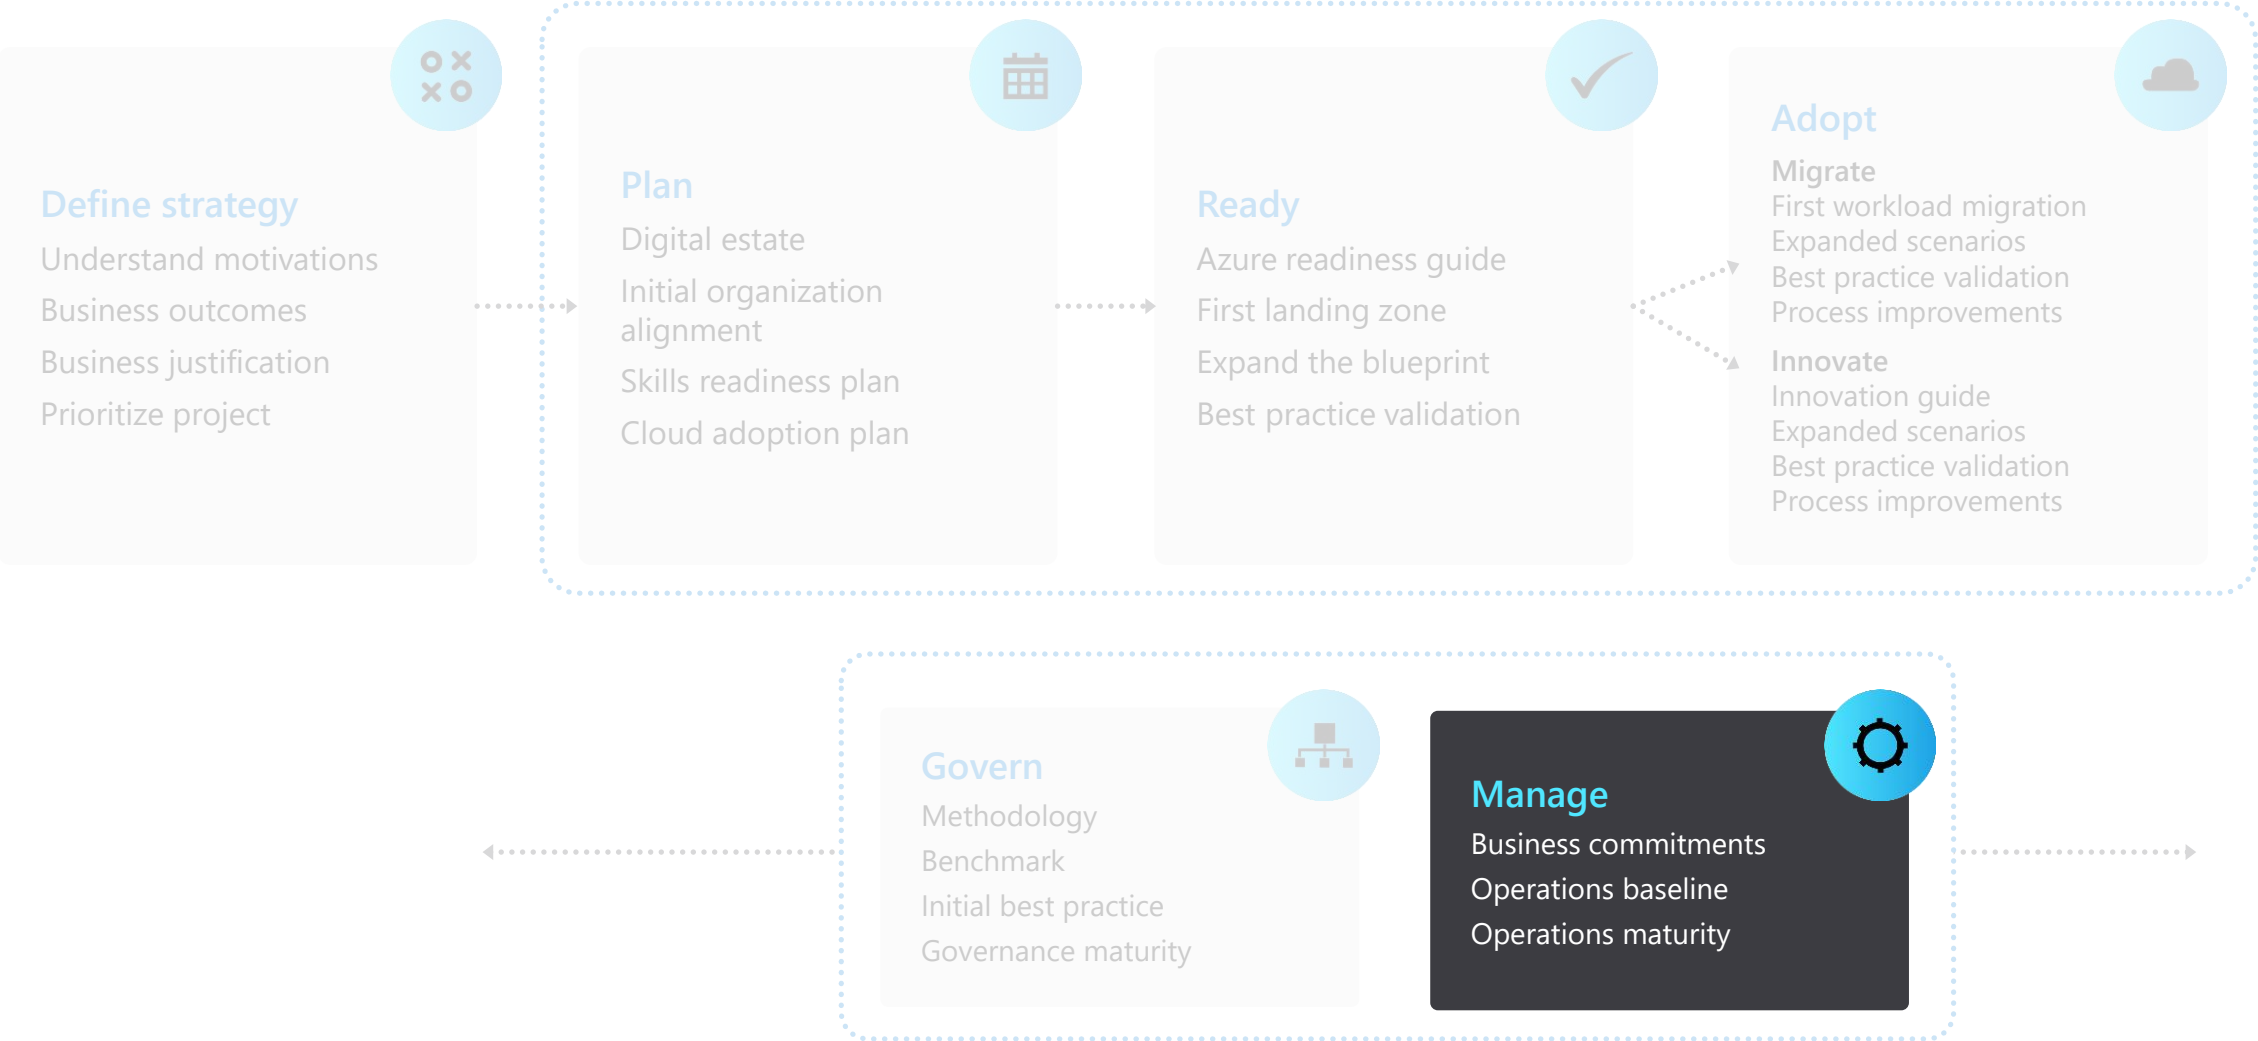 Define strategy
Understand motivations
Business outcomes
Business justification
Prioritize project
Plan
Digital estate
Initial organization
alignment
Skills readiness plan
Cloud adoption plan
Ready
Azure readiness guide
First landing zone
Expand the blueprint
Best practice validation
Adopt
Migrate
First workload migration
Expanded scenarios
Best practice validation
Process improvements
Innovate
Innovation guide
Expanded scenarios
Best practice validation
Process improvements
Govern
Methodology
Benchmark
Initial best practice
Governance maturity
Manage
Business commitments
Operations baseline
Operations maturity